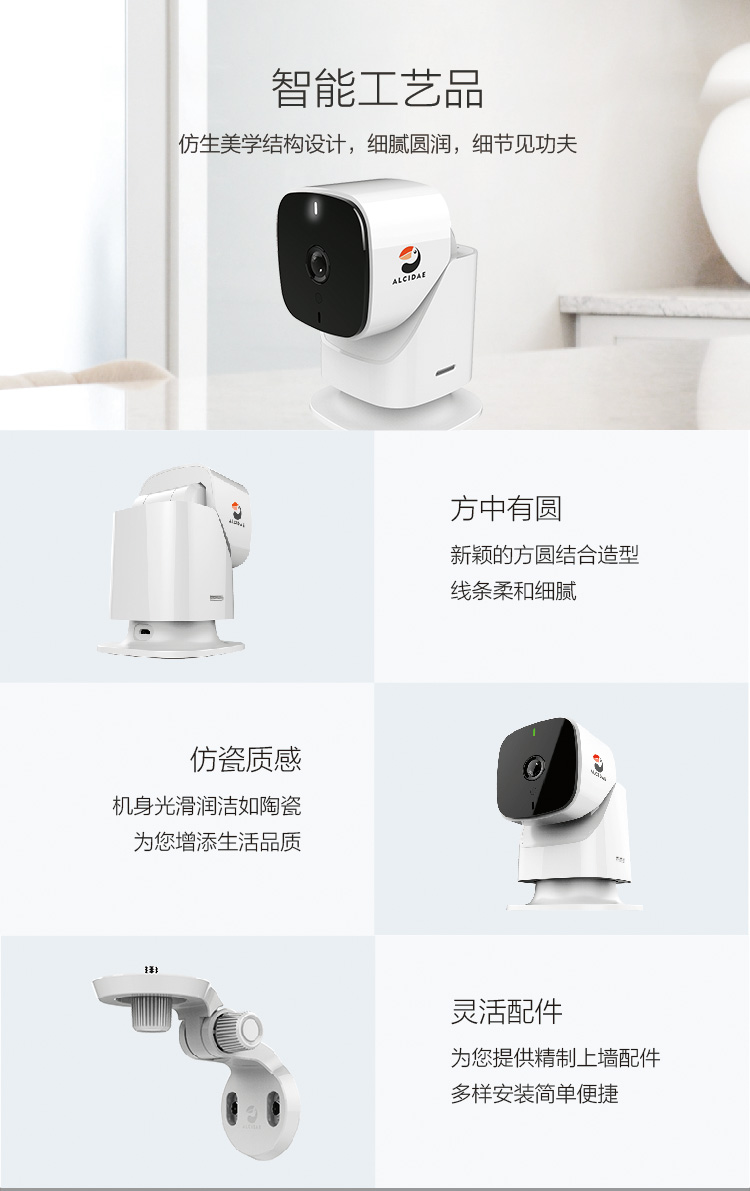 智能工艺品
仿生美学结构设计，细腻圆润，细节见功夫
ALCIDAE
ALCIDAE
方中有圆
新颖的方圆结合造型
线条柔和细腻
仿瓷质感
机身光滑润洁如陶瓷
为您增添生活品质
ALCIDAE
灵活配件
为您提供精制上墙配件
多样安装简单便捷